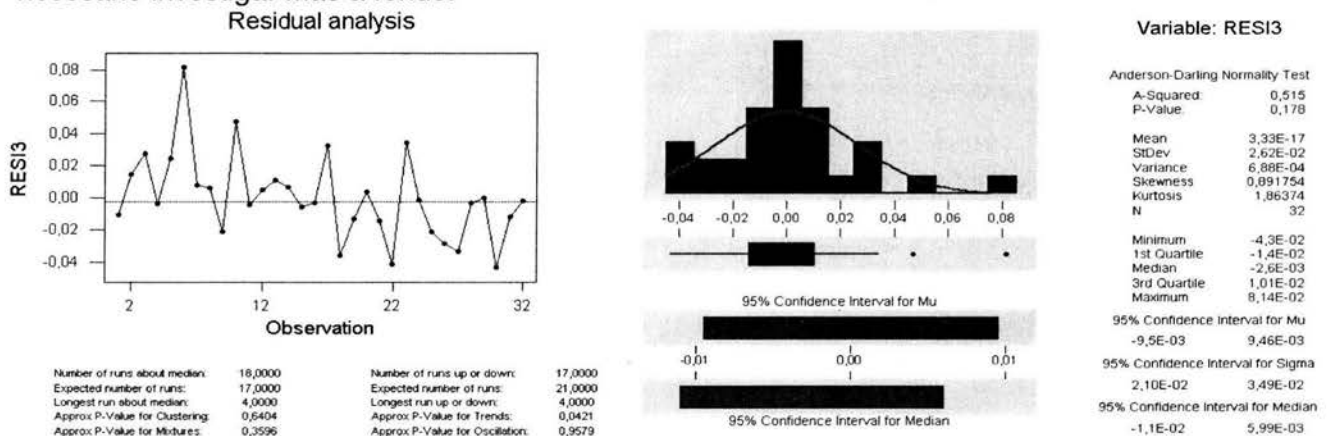 Residual analysis
0,08
0,06
0,04
0,02
0,00
-0,02
-0,04
RESI3
2
12
22
32
Observation
Number of runs about median: 18,0000
Expected number of runs: 17,0000
Longest run about median: 4,0000
Approx P-Value for Clustering: 0,6404
Approx P-Value for Mixtures: 0,3596
Number of runs up or down: 17,0000
Expected number of runs: 21,0000
Longest run up or down: 4,0000
Approx P-Value for Trends: 0,0421
Approx P-Value for Oscillation: 0,9579
-0,04 -0,02 0,00 0,02 0,04 0,06 0,08
95% Confidence Interval for Mu
-0,01 0,00 0,01
95% Confidence Interval for Median
Variable: RESI3
Anderson-Darling Normality Test
A-Squared: 0,515
P-Value: 0,178
Mean 3,33E-17
StDev 2,62E-02
Variance 6,88E-04
Skewness 0,891754
Kurtosis 1,86374
N 32
Minimum -4,3E-02
1st Quartile -1,4E-02
Median -2,6E-03
3rd Quartile 1,01E-02
Maximum 8,14E-02
95% Confidence Interval for Mu
-9,5E-03 9,46E-03
95% Confidence Interval for Sigma
2,10E-02 3,49E-02
95% Confidence Interval for Median
-1,1E-02 5,99E-03